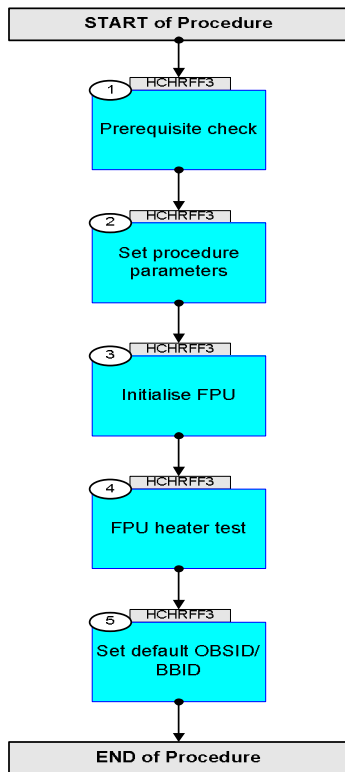 START of Procedure
HCHRFF3
1
Prerequisite check
HCHRFF3
2
Set procedure
parameters
HCHRFF3
3
Initialise FPU
HCHRFF3
4
FPU heater test
HCHRFF3
5
Set default OBSID/
BBID
END of Procedure